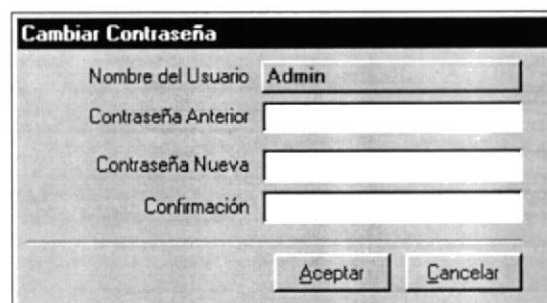 Cambiar Contraseña
Nombre del Usuario Admin
Contraseña Anterior
Contraseña Nueva
Confirmación
Aceptar Cancelar